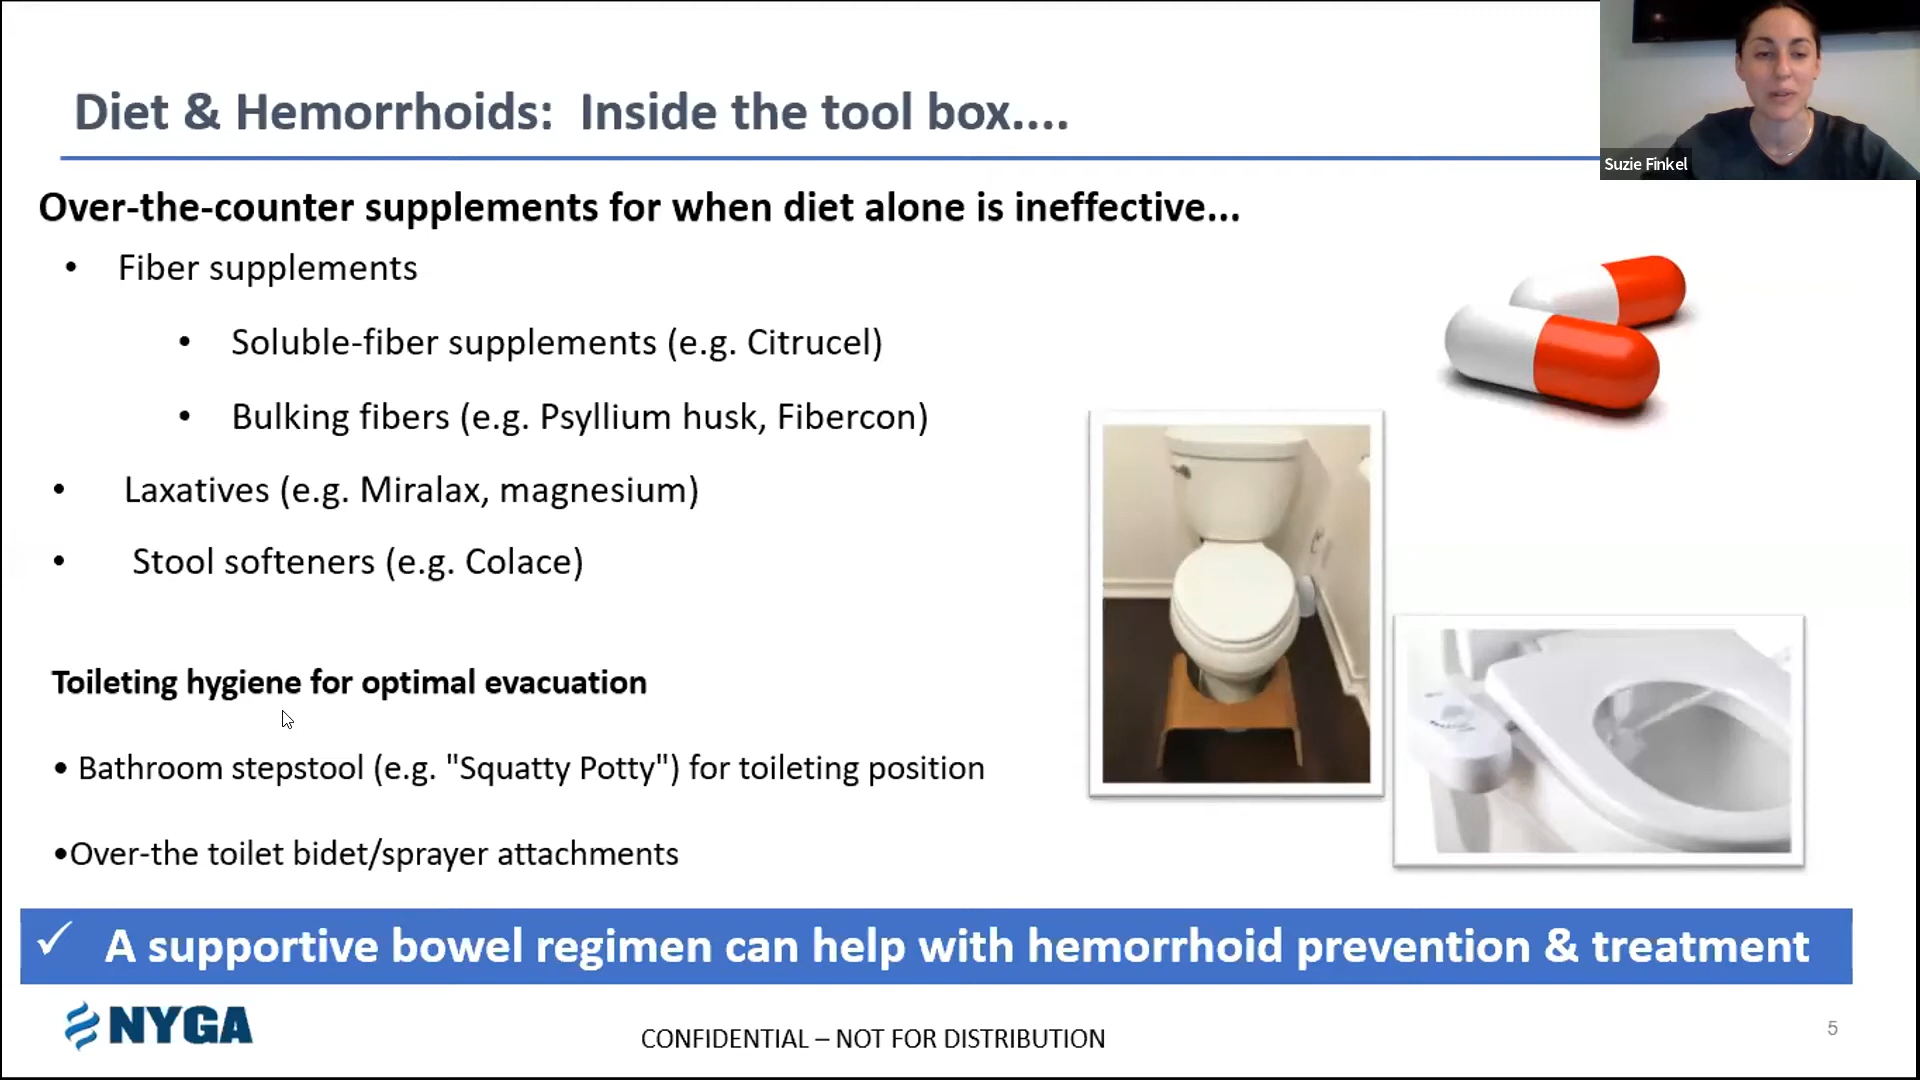 Diet & Hemorrhoids: Inside the tool box....
Suzie Finkel
Over-the-counter supplements for when diet alone is ineffective...
• Fiber supplements
• Soluble-fiber supplements (e.g. Citrucel)
• Bulking fibers (e.g. Psyllium husk, Fibercon)
• Laxatives (e.g. Miralax, magnesium)
• Stool softeners (e.g. Colace)
Toileting hygiene for optimal evacuation
• Bathroom stepstool (e.g. "Squatty Potty") for toileting position
•Over-the toilet bidet/sprayer attachments
✓ A supportive bowel regimen can help with hemorrhoid prevention & treatment
NYGA
CONFIDENTIAL – NOT FOR DISTRIBUTION
5